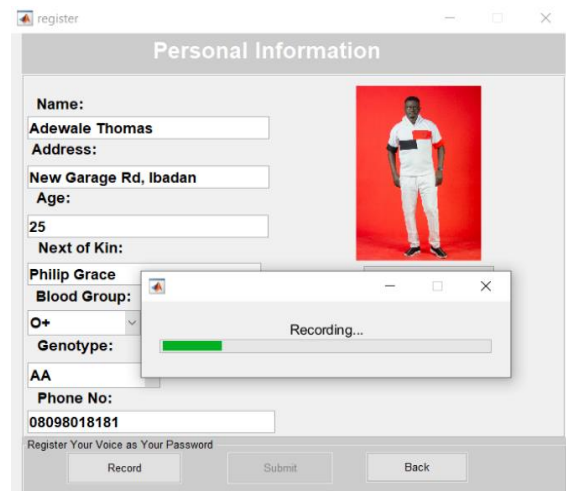 register
Personal Information
Name:
Adewale Thomas
Address:
New Garage Rd, Ibadan
Age:
25
Next of Kin:
Philip Grace
Blood Group:
O+
Recording...
Genotype:
AA
Phone No:
08098018181
Register Your Voice as Your Password
Record Submit Back